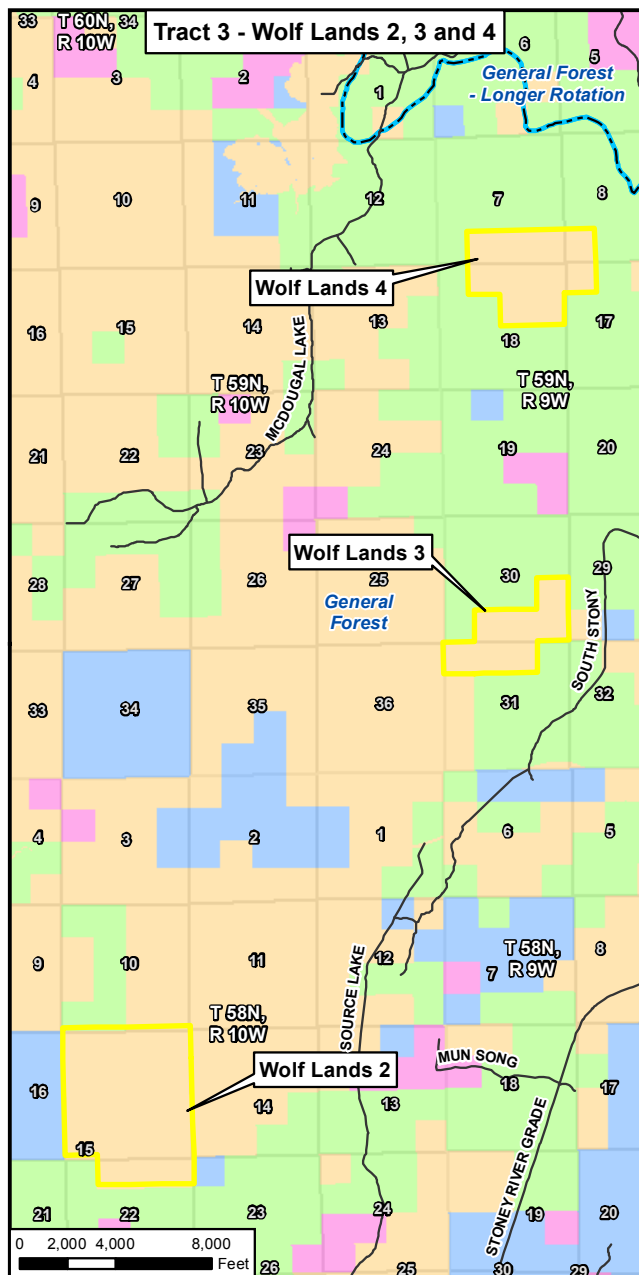 Tract 3 - Wolf Lands 2, 3 and 4
33
T 60N,
R 10W
34
4
3
2
1
6
5
General Forest
- Longer Rotation
9
10
11
12
7
8
Wolf Lands 4
16
15
14
13
18
17
MCDOUGAL LAKE
T 59N,
R 10W
T 59N,
R 9W
21
22
23
24
19
20
Wolf Lands 3
28
27
26
25
30
29
General
Forest
SOUTH STONY
33
34
35
36
31
32
4
3
2
1
6
5
9
10
11
12
7
8
T 58N,
R 9W
T 58N,
R 10W
SOURCE LAKE
Wolf Lands 2
MUN SONG
16
15
14
13
18
17
STONEY RIVER GRADE
21
22
23
24
19
20
26
25
30
29
0 2,000 4,000 8,000
Feet